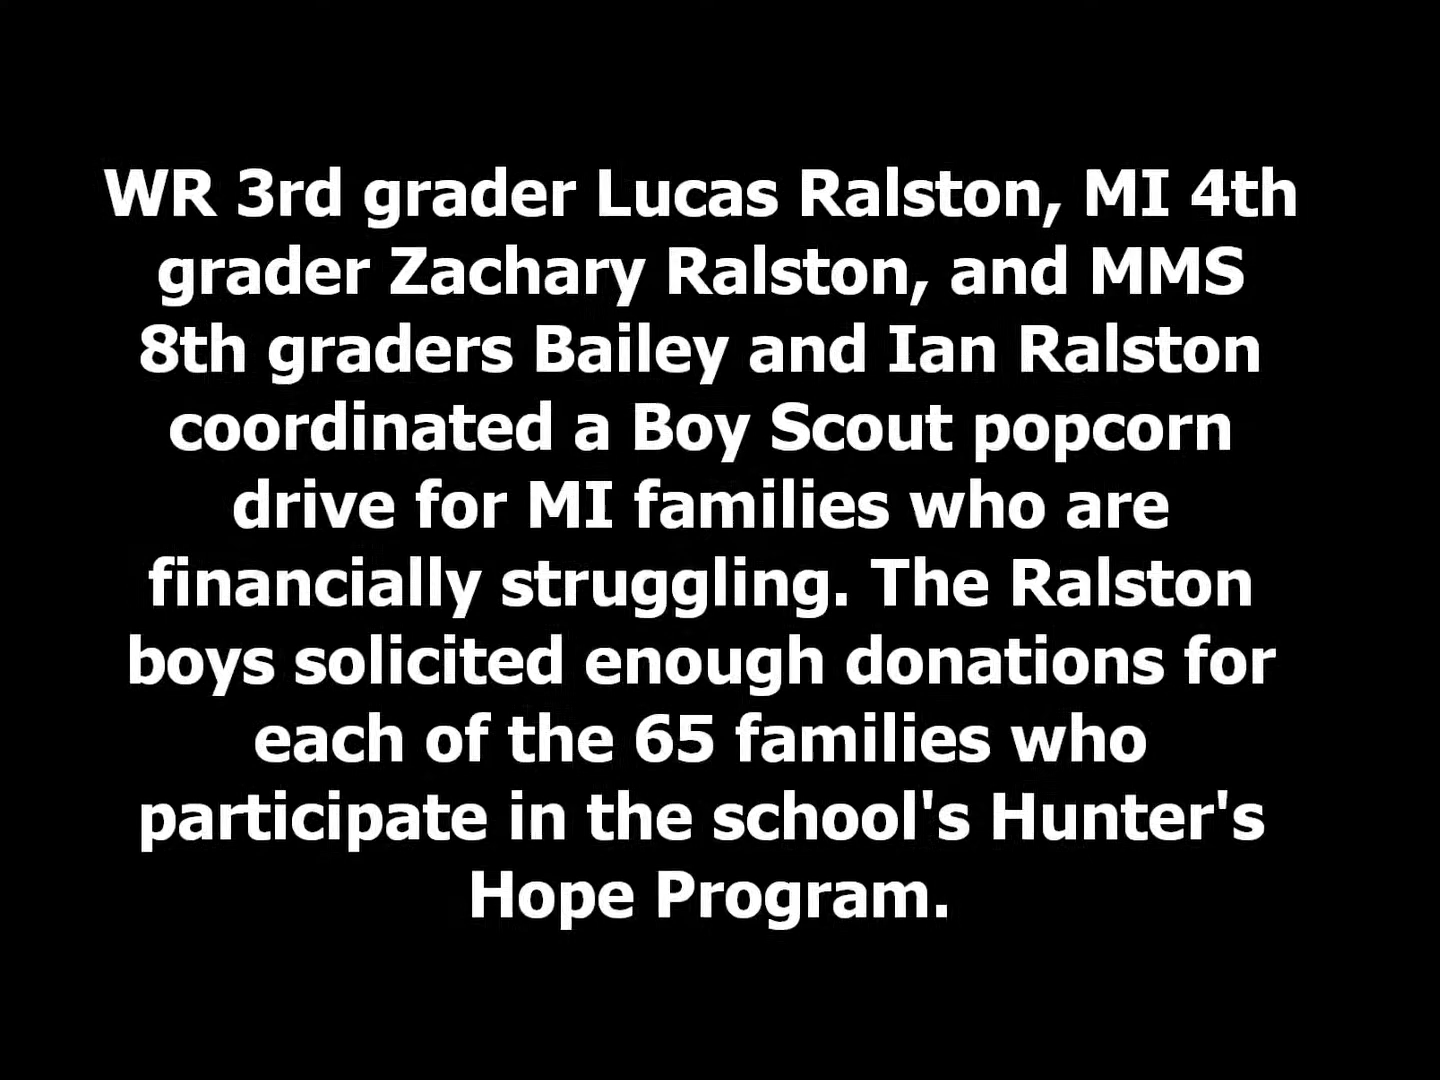 WR 3rd grader Lucas Ralston, MI 4th
grader Zachary Ralston, and MMS
8th graders Bailey and Ian Ralston
coordinated a Boy Scout popcorn
drive for MI families who are
financially struggling. The Ralston
boys solicited enough donations for
each of the 65 families who
participate in the school's Hunter's
Hope Program.